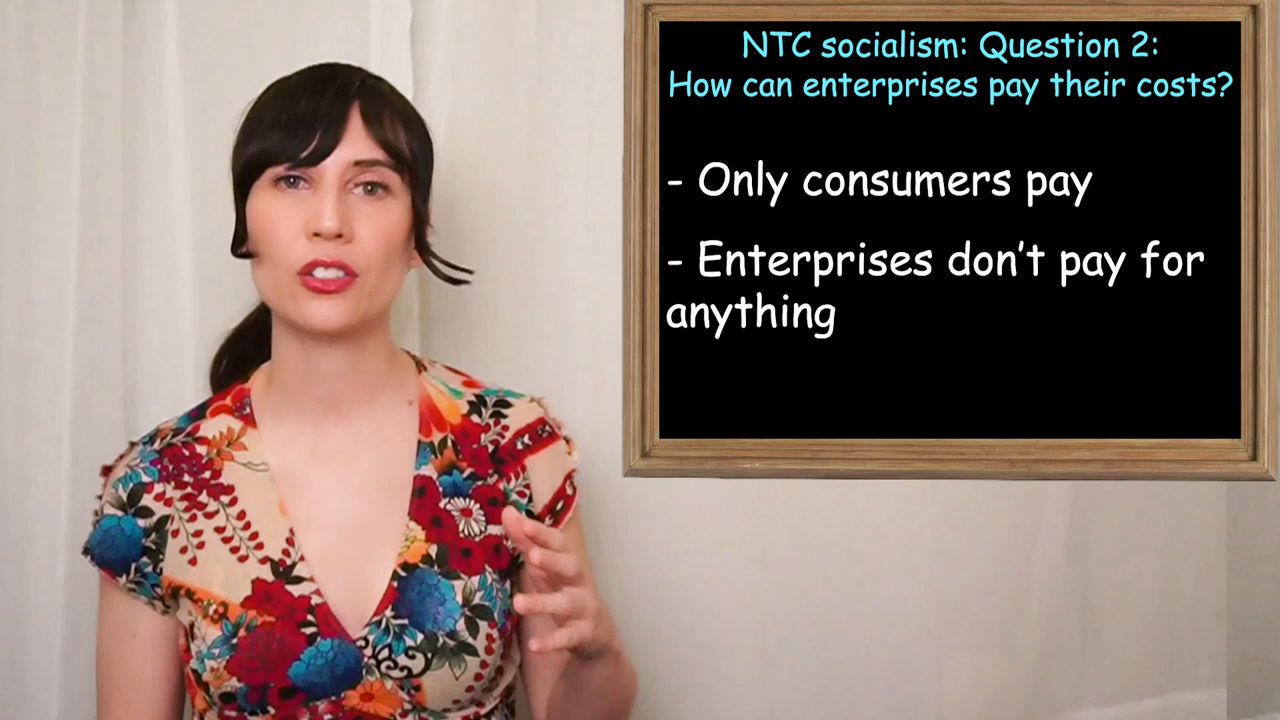 NTC socialism: Question 2:
How can enterprises pay their costs?
- Only consumers pay
- Enterprises don't pay for
anything